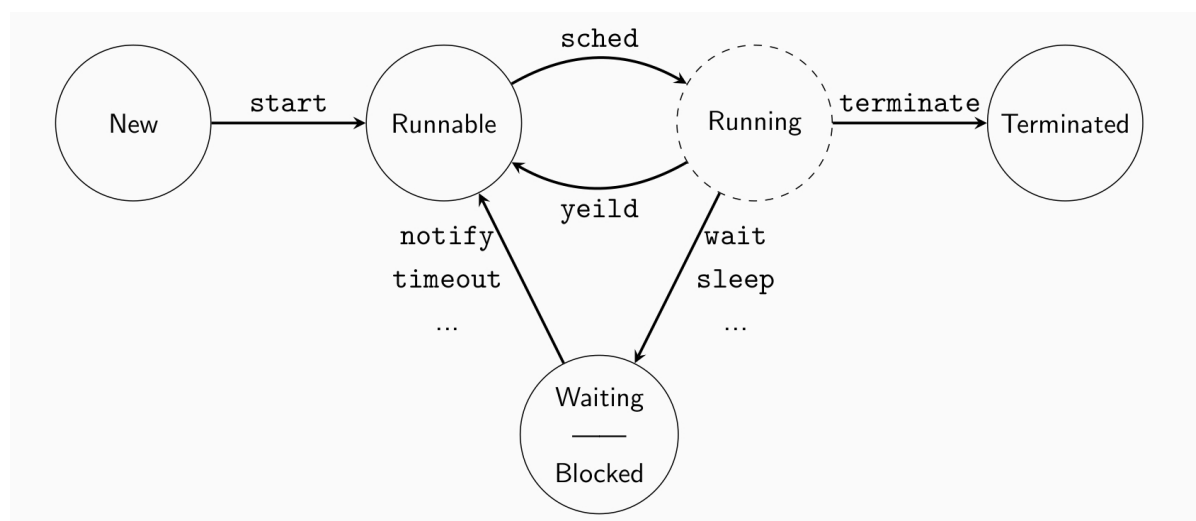 sched
start
terminate
New
Runnable
Running
Terminated
yeild
notify
wait
timeout
sleep
...
...
Waiting
Blocked